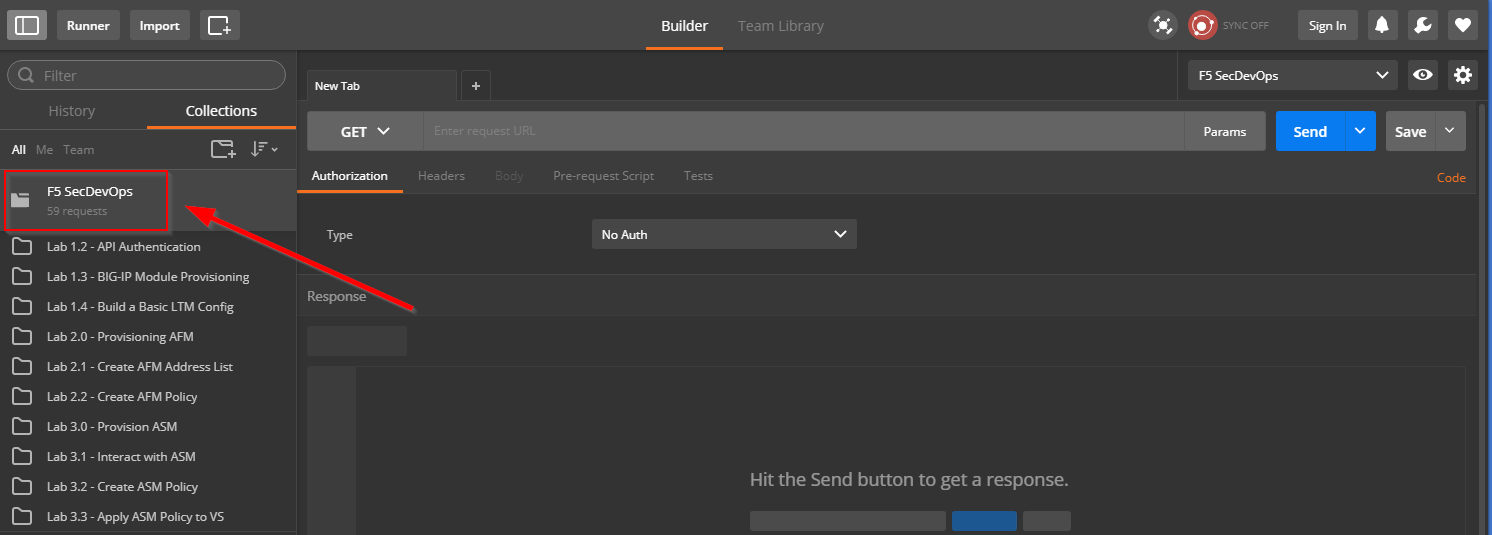 Runner Import Builder Team Library SYNC OFF Sign In
Filter
History Collections
All Me Team
F5 SecDevOps
59 requests
Lab 1.2 - API Authentication
Lab 1.3 - BIG-IP Module Provisioning
Lab 1.4 - Build a Basic LTM Config
Lab 2.0 - Provisioning AFM
Lab 2.1 - Create AFM Address List
Lab 2.2 - Create AFM Policy
Lab 3.0 - Provision ASM
Lab 3.1 - Interact with ASM
Lab 3.2 - Create ASM Policy
Lab 3.3 - Apply ASM Policy to VS
New Tab +
F5 SecDevOps
GET Enter request URL Params Send Save
Authorization Headers Body Pre-request Script Tests Code
Type No Auth
Response
Hit the Send button to get a response.